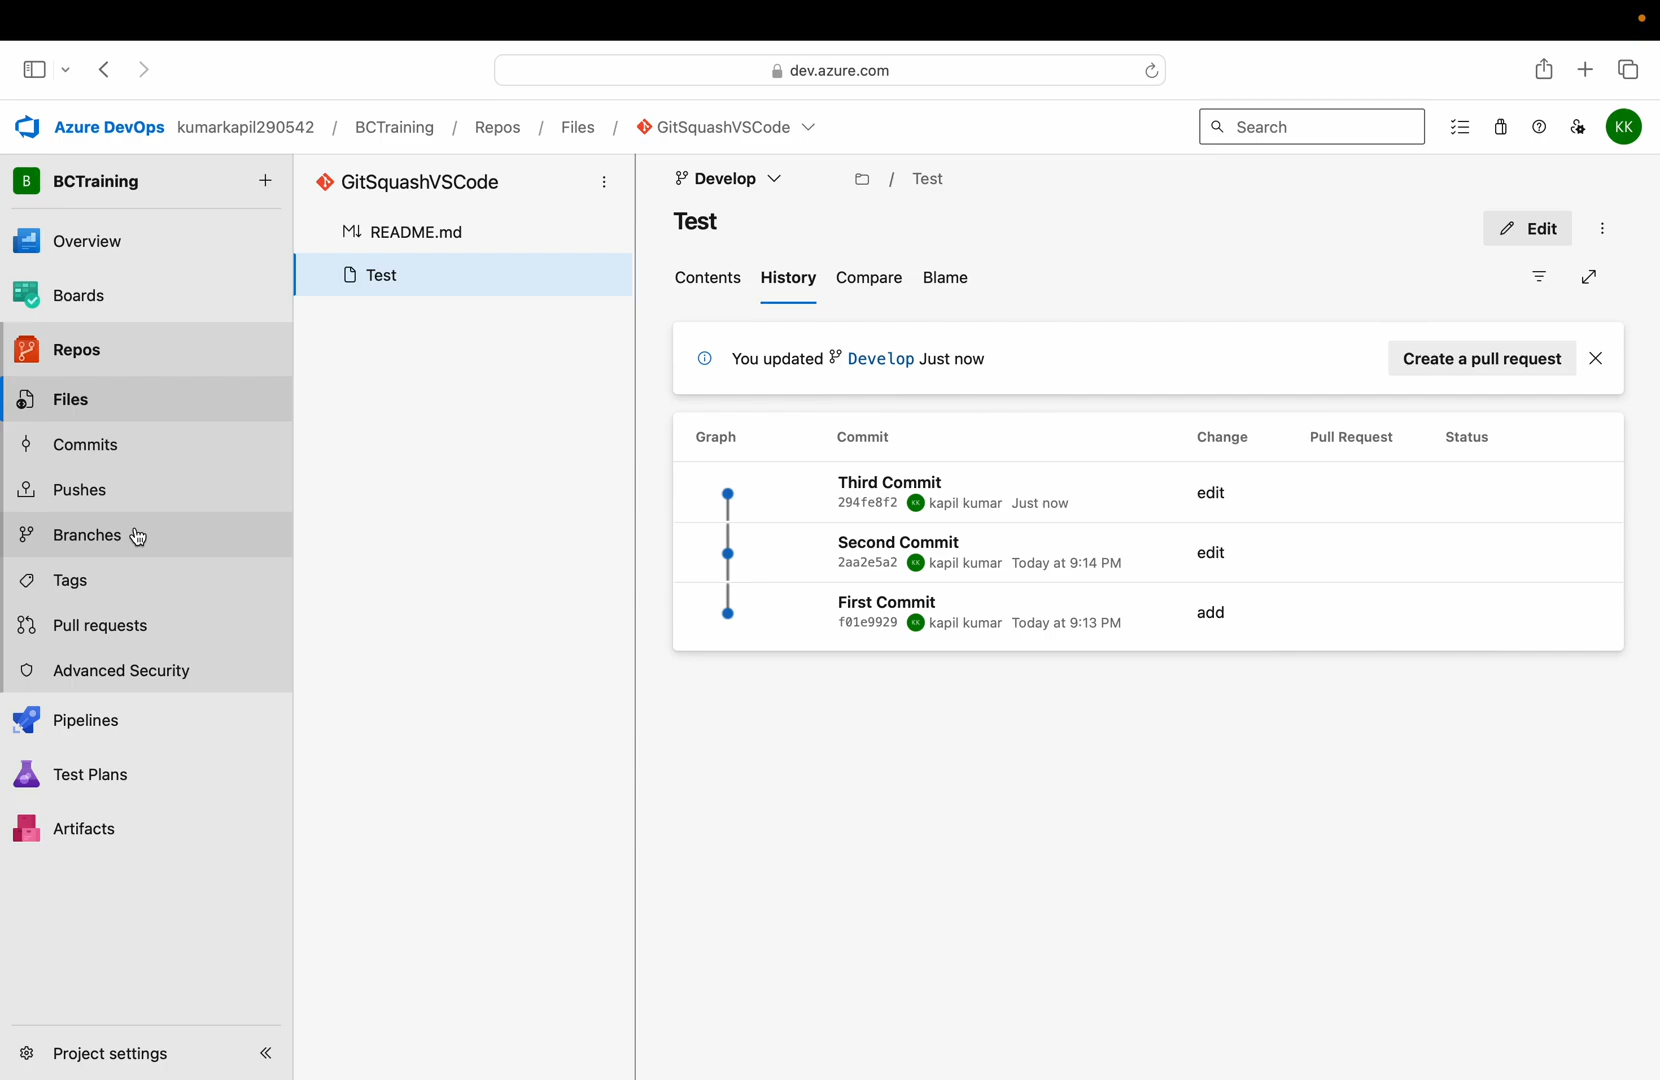 dev.azure.com
Azure DevOps kumarkapil290542 / BCTraining / Repos / Files / GitSquashVSCode
Search
KK
B BCTraining +
Overview
Boards
Repos
Files
Commits
Pushes
Branches
Tags
Pull requests
Advanced Security
Pipelines
Test Plans
Artifacts
Project settings
GitSquashVSCode
M↓ README.md
Test
Develop / Test
Test
Edit
Contents History Compare Blame
You updated Develop Just now
Create a pull request
Graph Commit Change Pull Request Status
Third Commit
294fe8f2 KK kapil kumar Just now
edit
Second Commit
2aa2e5a2 KK kapil kumar Today at 9:14 PM
edit
First Commit
f01e9929 KK kapil kumar Today at 9:13 PM
add